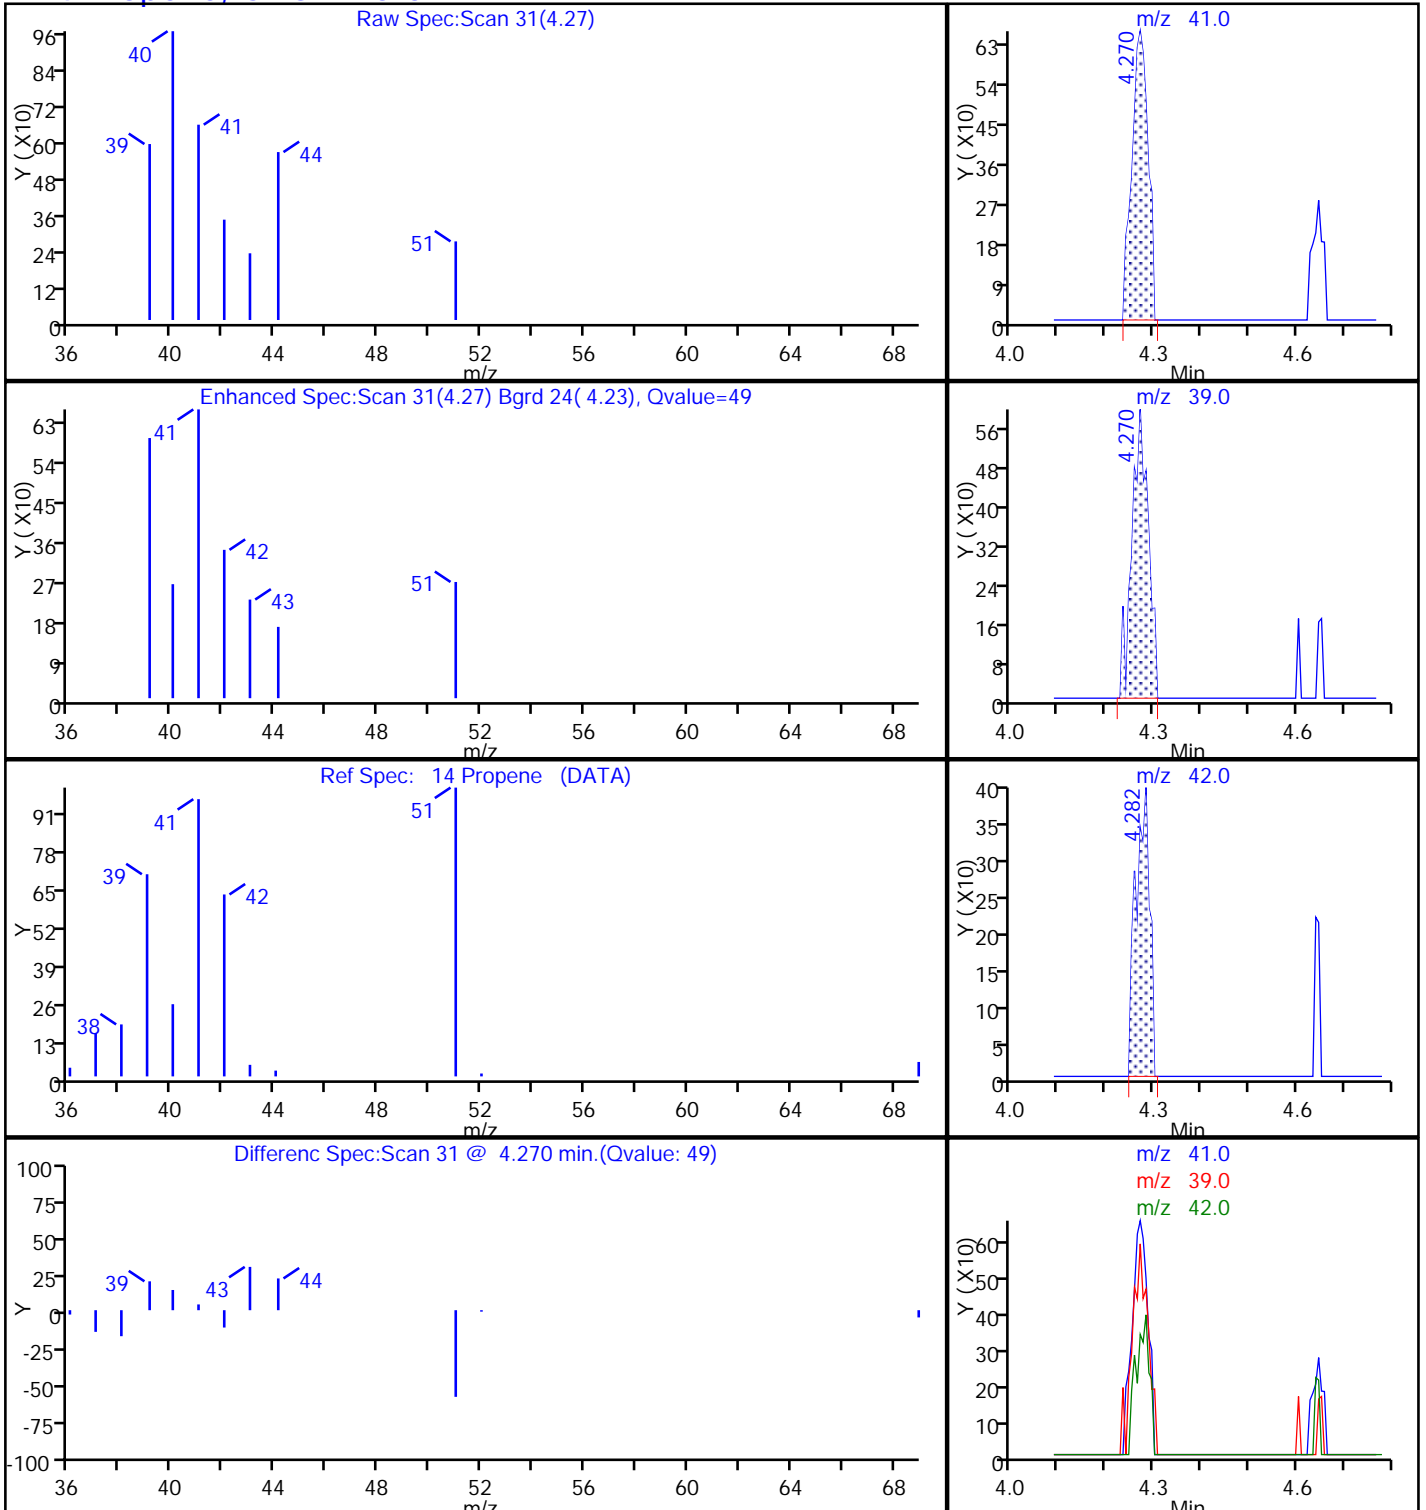 Raw Spec:Scan 31(4.27)
Y ( X10)
96
84
72
60
48
36
24
12
0
40
39
41
44
51
36 40 44 48 52 56 60 64 68
m/z
m/z 41.0
Y ( X10)
63
54
45
36
27
18
9
0
4.270
4.0 4.3 4.6
Min
Enhanced Spec:Scan 31(4.27) Bgrd 24( 4.23), Qvalue=49
Y ( X10)
63
54
45
36
27
18
9
0
41
42
43
51
36 40 44 48 52 56 60 64 68
m/z
m/z 39.0
Y ( X10)
56
48
40
32
24
16
8
0
4.270
4.0 4.3 4.6
Min
Ref Spec: 14 Propene (DATA)
Y
91
78
65
52
39
26
13
0
38
39
41
42
51
36 40 44 48 52 56 60 64 68
m/z
m/z 42.0
Y ( X10)
40
35
30
25
20
15
10
5
0
4.282
4.0 4.3 4.6
Min
Differenc Spec:Scan 31 @ 4.270 min.(Qvalue: 49)
Y
100
75
50
25
0
-25
-50
-75
-100
39
43
44
36 40 44 48 52 56 60 64 68
m/z
m/z 41.0
m/z 39.0
m/z 42.0
Y ( X10)
60
50
40
30
20
10
0
4.0 4.3 4.6
Min